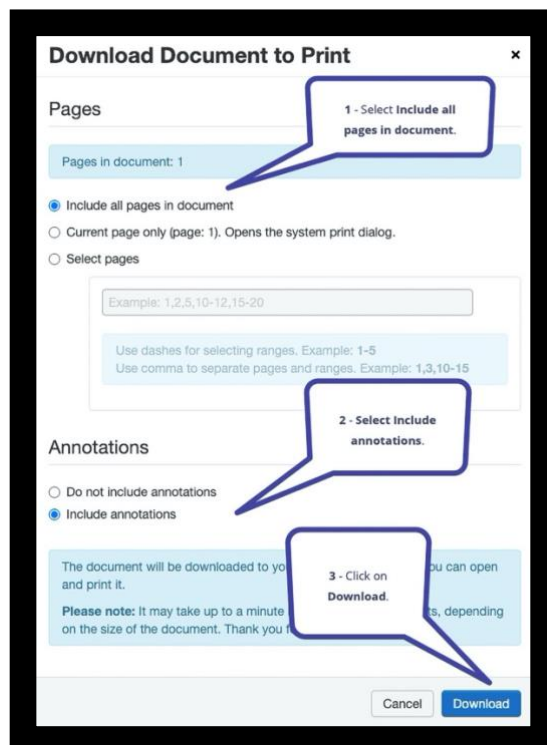 Download Document to Print ×
Pages
1 - Select Include all
pages in document.
Pages in document: 1
Include all pages in document
Current page only (page: 1). Opens the system print dialog.
Select pages
Example: 1,2,5,10-12,15-20
Use dashes for selecting ranges. Example: 1-5
Use comma to separate pages and ranges. Example: 1,3,10-15
2 - Select Include
annotations.
Annotations
Do not include annotations
Include annotations
The document will be downloaded to yo
u can open
and print it.
3 - Click on
Download.
Please note: It may take up to a minute
ts, depending
on the size of the document. Thank you f
Cancel
Download